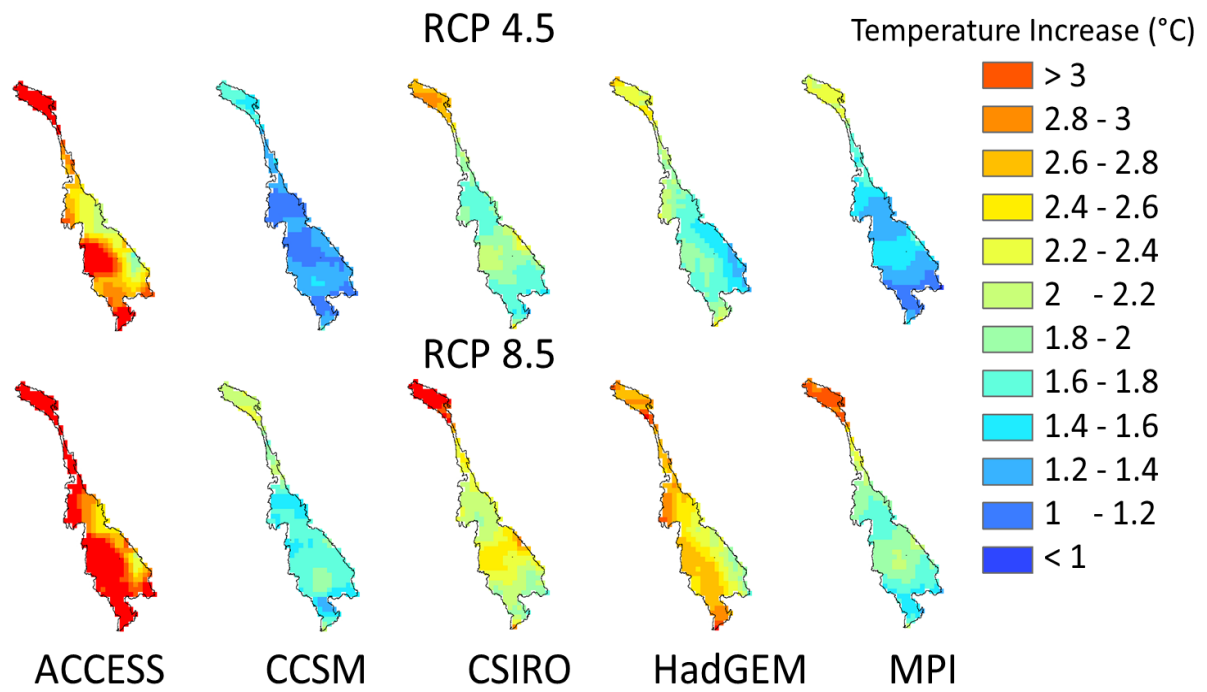 RCP 4.5
Temperature Increase (°C)
> 3
2.8 - 3
2.6 - 2.8
2.4 - 2.6
2.2 - 2.4
2 - 2.2
1.8 - 2
1.6 - 1.8
1.4 - 1.6
1.2 - 1.4
1 - 1.2
< 1
RCP 8.5
ACCESS CCSM CSIRO HadGEM MPI